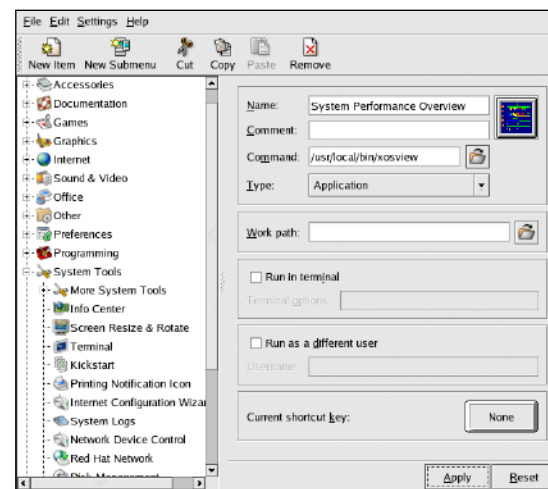 File Edit Settings Help
New Item New Submenu Cut Copy Paste Remove
Accessories
Documentation
Games
Graphics
Internet
Sound & Video
Office
Other
Preferences
Programming
System Tools
More System Tools
Info Center
Screen Resize & Rotate
Terminal
Kickstart
Printing Notification Icon
Internet Configuration Wizar
System Logs
Network Device Control
Red Hat Network
Disk Management
Name: System Performance Overview
Comment:
Command: /usr/local/bin/xosview
Type: Application
Work path:
Run in terminal
Terminal options:
Run as a different user
Username:
Current shortcut key: None
Apply Reset